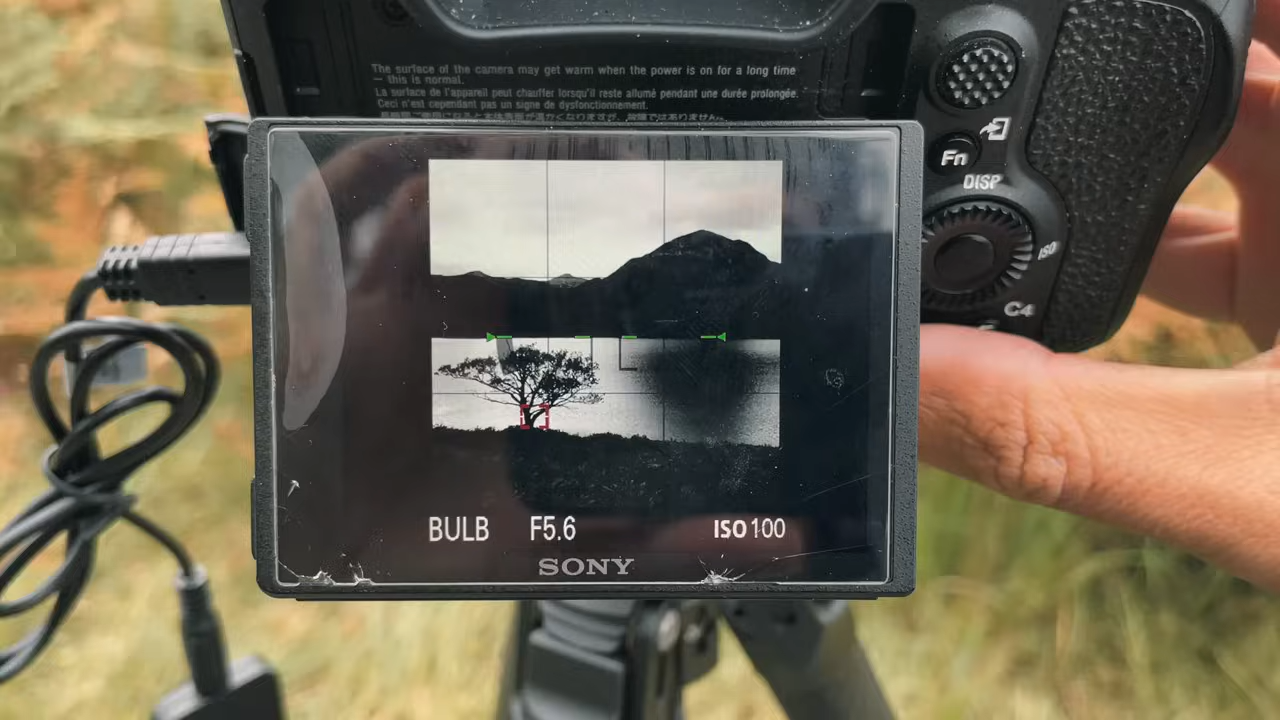 The surface of the camera may get warm when the power is on for a long time
— this is normal.
La surface de l'appareil peut chauffer lorsqu'il reste allumé pendant une durée prolongée.
Ceci n'est cependant pas un signe de dysfonctionnement.
Fn
DISP
ISO
C4
BULB F5.6 ISO 100
SONY